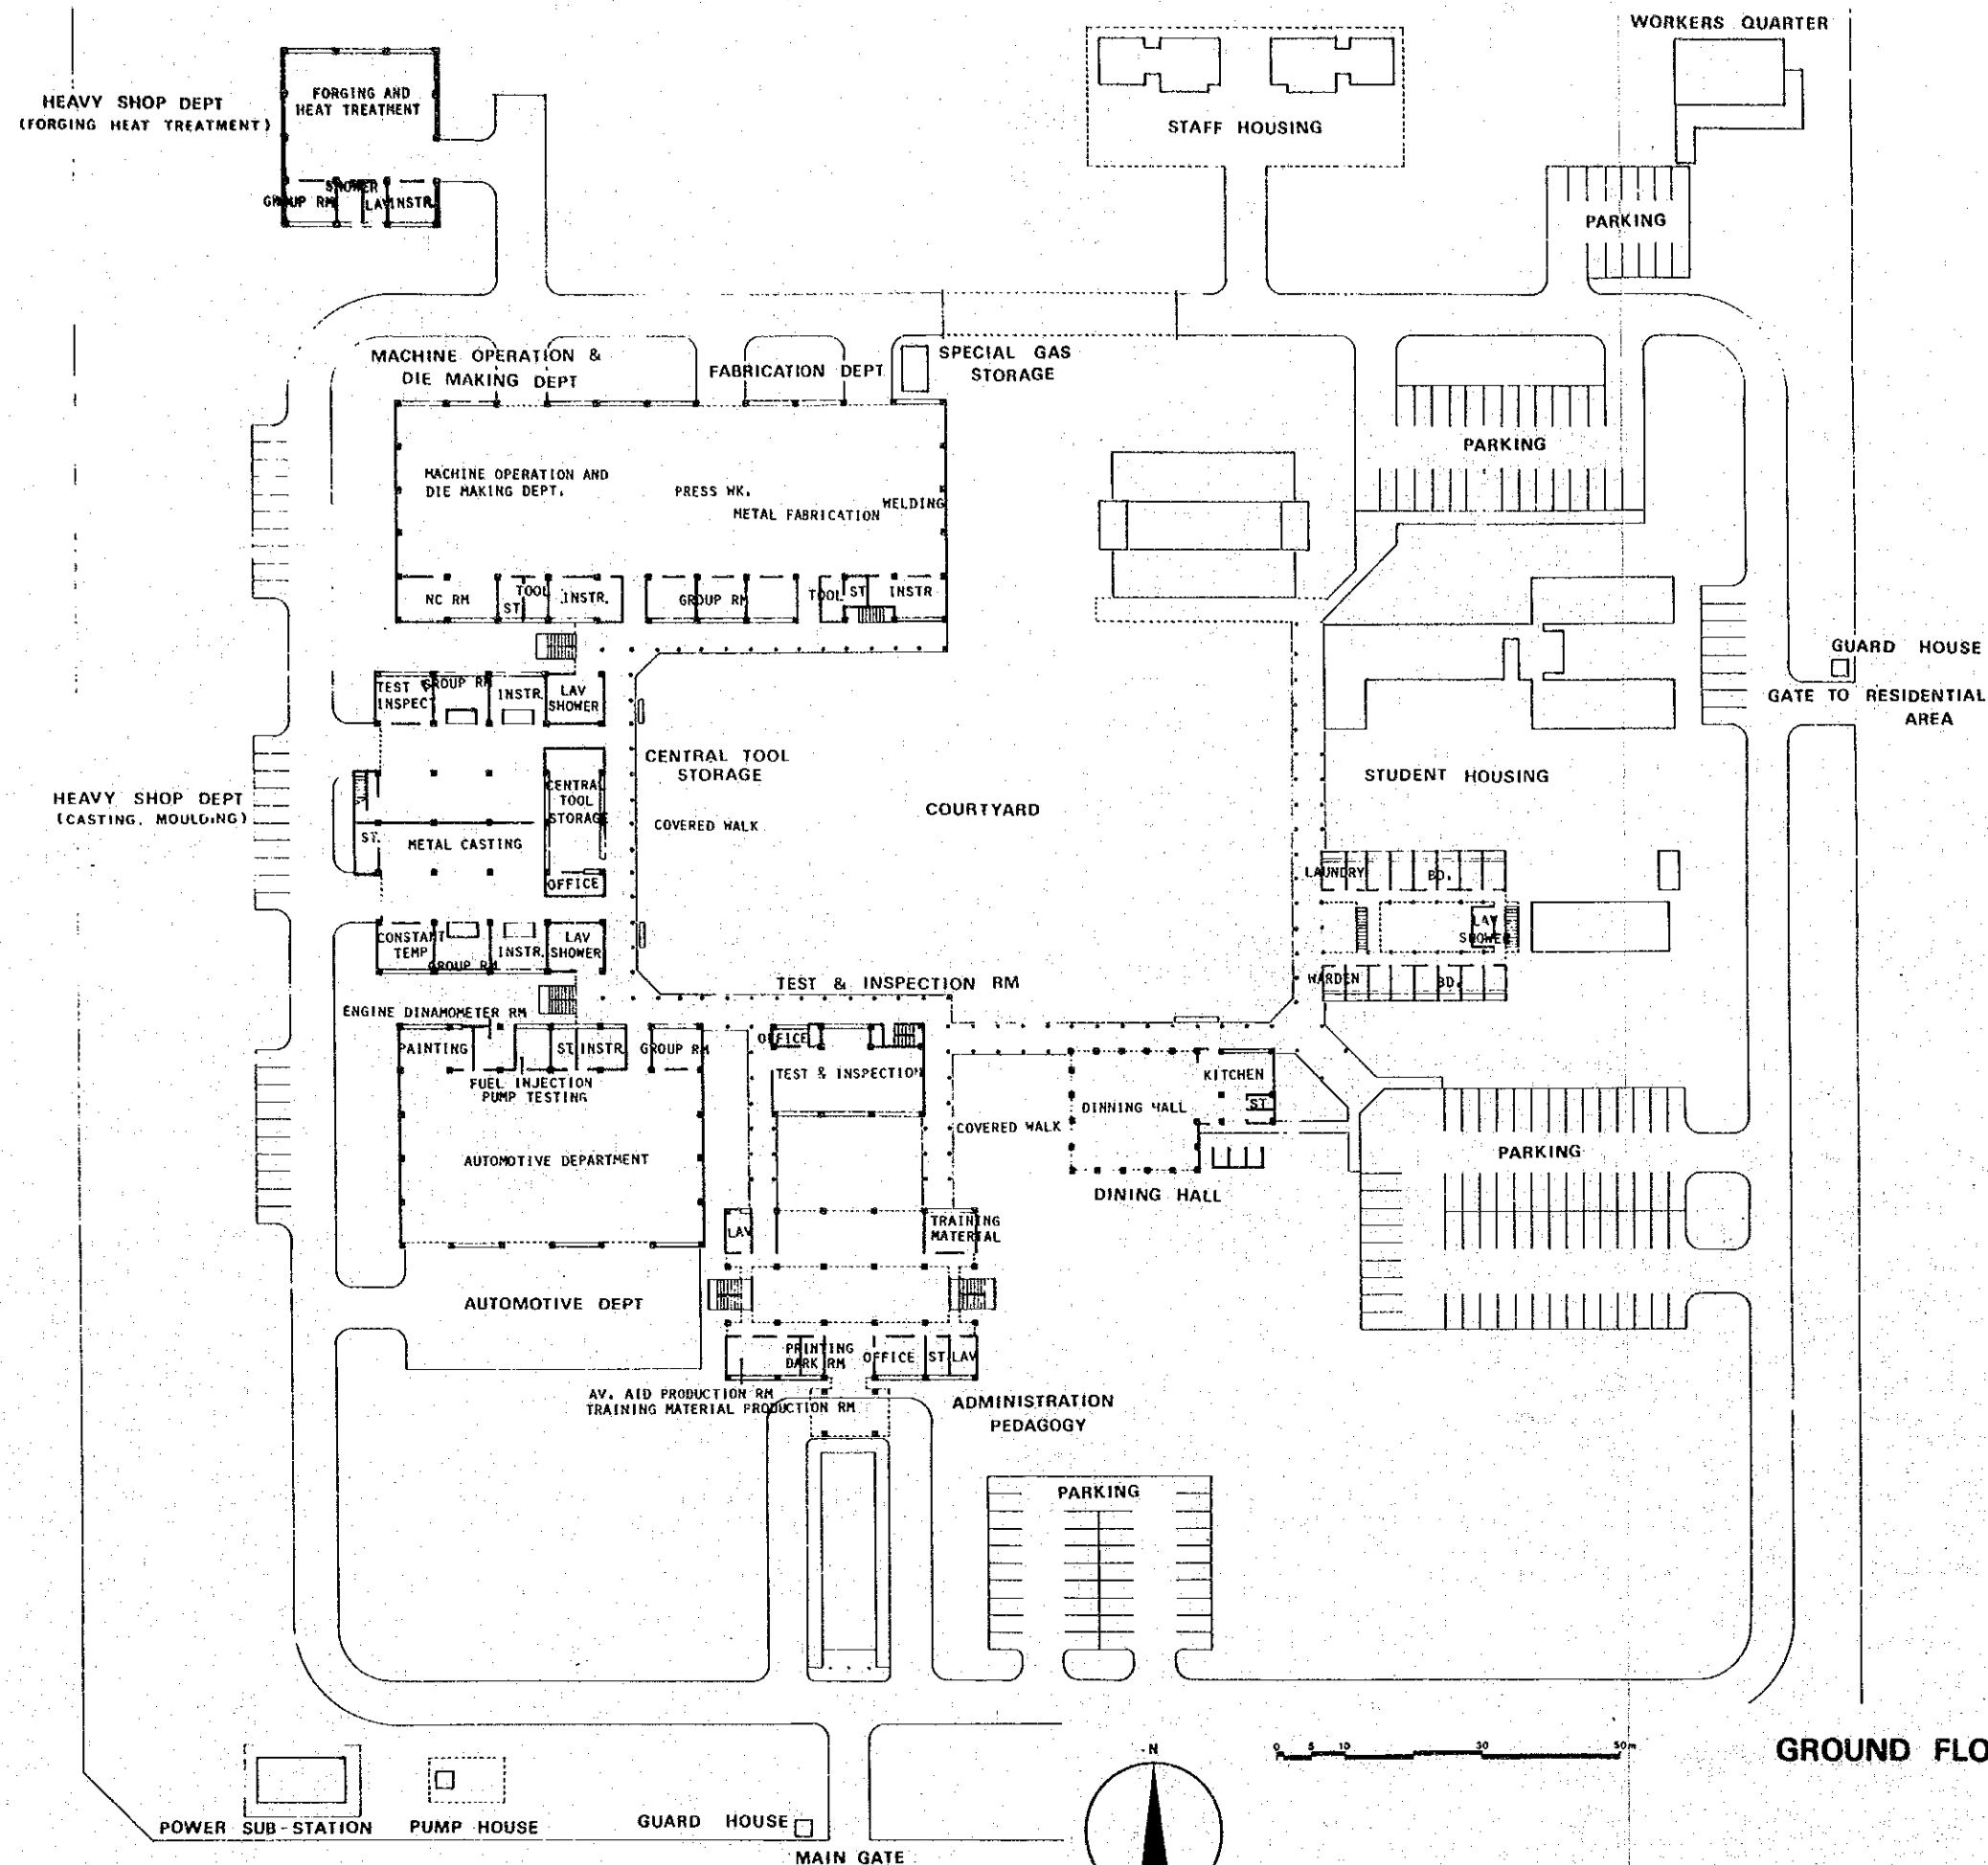 WORKERS QUARTER
HEAVY SHOP DEPT
(FORGING HEAT TREATMENT)
FORGING AND
HEAT TREATMENT
SHOWER
GROUP RM
LAV
INSTR.
STAFF HOUSING
PARKING
MACHINE OPERATION &
DIE MAKING DEPT
FABRICATION DEPT
SPECIAL GAS
STORAGE
PARKING
MACHINE OPERATION AND
DIE MAKING DEPT.
PRESS WK.
METAL FABRICATION
WELDING
NC RM
ST
TOOL
INSTR.
GROUP RM
TOOL
ST
INSTR
GUARD HOUSE
GATE TO RESIDENTIAL
AREA
TEST
INSPECT
GROUP RM
INSTR.
LAV
SHOWER
CENTRAL TOOL
STORAGE
CENTRAL
TOOL
STORAGE
COVERED WALK
COURTYARD
STUDENT HOUSING
HEAVY SHOP DEPT
(CASTING, MOULDING)
ST.
METAL CASTING
OFFICE
LAUNDRY
BD.
LAV
SHOWER
WARDEN
BD.
CONSTANT
TEMP
GROUP RM
INSTR.
LAV
SHOWER
TEST & INSPECTION RM
ENGINE DINAMOMETER RM
PAINTING
ST
INSTR
GROUP RM
OFFICE
FUEL INJECTION
PUMP TESTING
TEST & INSPECTION
KITCHEN
ST
DINNING HALL
COVERED WALK
AUTOMOTIVE DEPARTMENT
PARKING
DINING HALL
LAV
TRAINING
MATERIAL
AUTOMOTIVE DEPT
PRINTING
DARK RM
OFFICE
ST
LAV
AV. AID PRODUCTION RM
TRAINING MATERIAL PRODUCTION RM
ADMINISTRATION
PEDAGOGY
PARKING
N
0 5 10 30 50m
GROUND FLO
POWER SUB-STATION
PUMP HOUSE
GUARD HOUSE
MAIN GATE